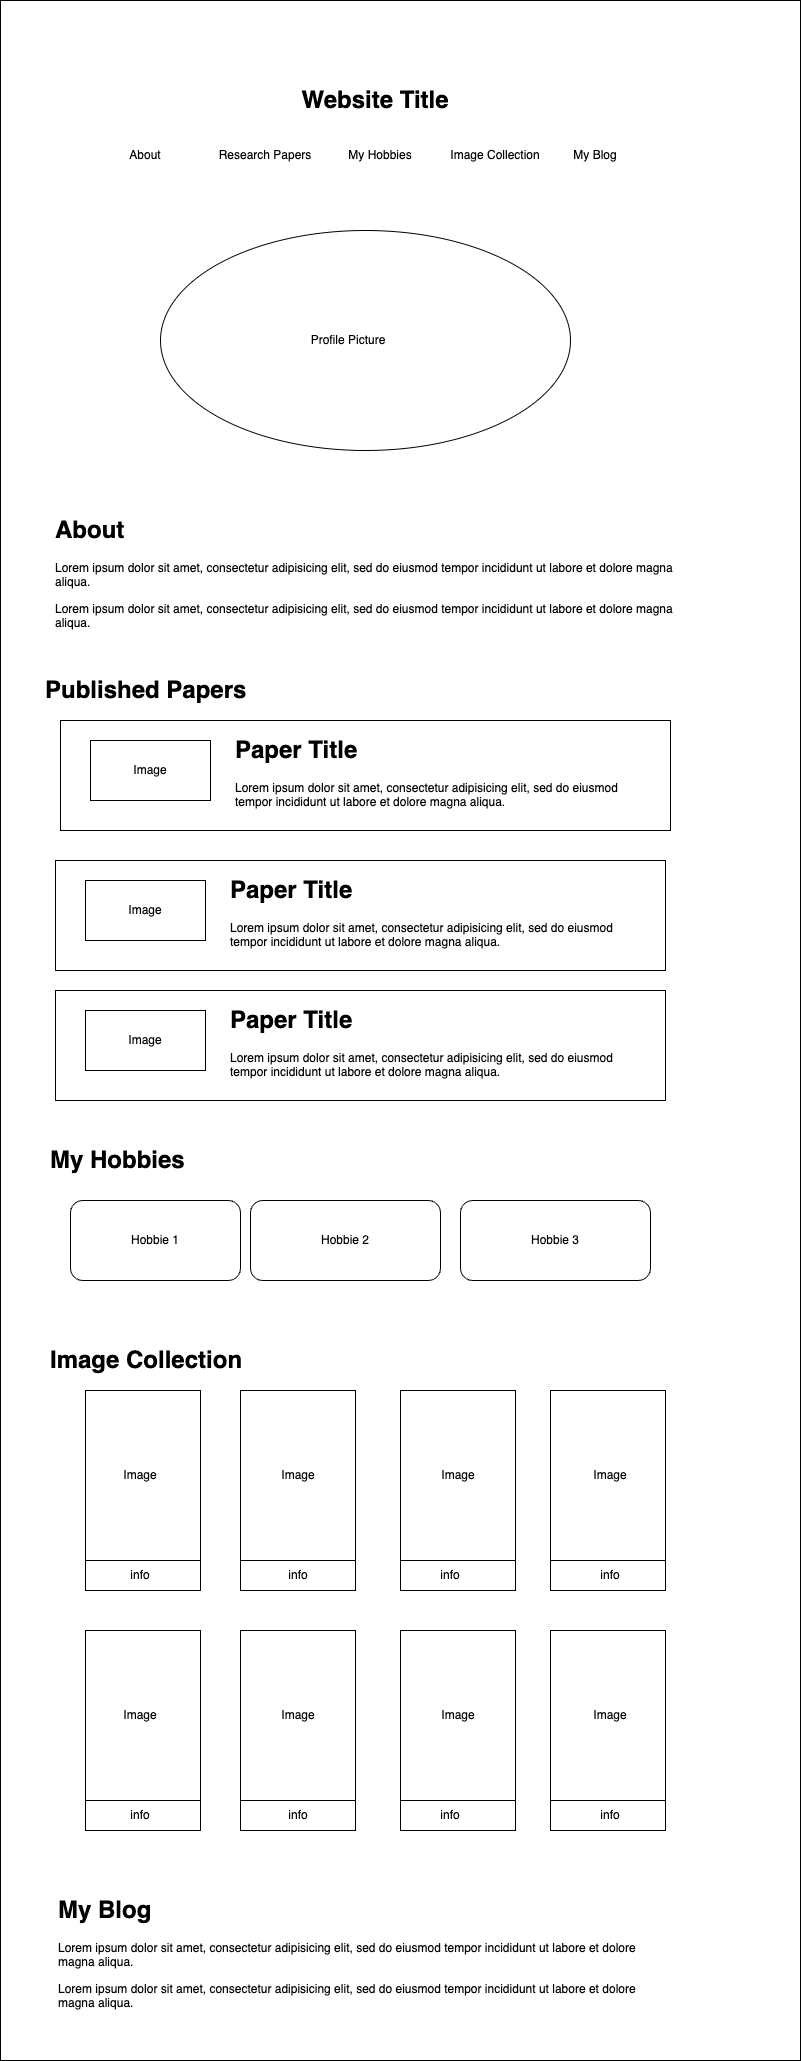 Website Title
About Research Papers My Hobbies Image Collection My Blog
Profile Picture
About
Lorem ipsum dolor sit amet, consectetur adipisicing elit, sed do eiusmod tempor incididunt ut labore et dolore magna
aliqua.
Lorem ipsum dolor sit amet, consectetur adipisicing elit, sed do eiusmod tempor incididunt ut labore et dolore magna
aliqua.
Published Papers
Image
Paper Title
Lorem ipsum dolor sit amet, consectetur adipisicing elit, sed do eiusmod
tempor incididunt ut labore et dolore magna aliqua.
Image
Paper Title
Lorem ipsum dolor sit amet, consectetur adipisicing elit, sed do eiusmod
tempor incididunt ut labore et dolore magna aliqua.
Image
Paper Title
Lorem ipsum dolor sit amet, consectetur adipisicing elit, sed do eiusmod
tempor incididunt ut labore et dolore magna aliqua.
My Hobbies
Hobbie 1 Hobbie 2 Hobbie 3
Image Collection
Image Image Image Image
info info info info
Image Image Image Image
info info info info
My Blog
Lorem ipsum dolor sit amet, consectetur adipisicing elit, sed do eiusmod tempor incididunt ut labore et dolore
magna aliqua.
Lorem ipsum dolor sit amet, consectetur adipisicing elit, sed do eiusmod tempor incididunt ut labore et dolore
magna aliqua.